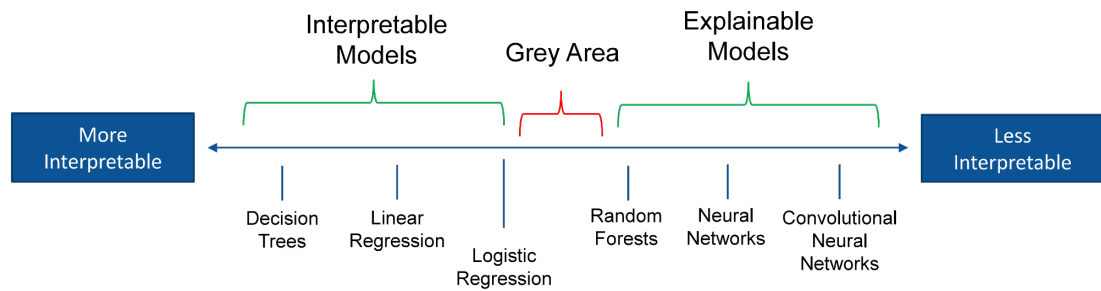 Interpretable
Models
Grey Area
Explainable
Models
More
Interpretable
Less
Interpretable
Decision
Trees
Linear
Regression
Logistic
Regression
Random
Forests
Neural
Networks
Convolutional
Neural
Networks